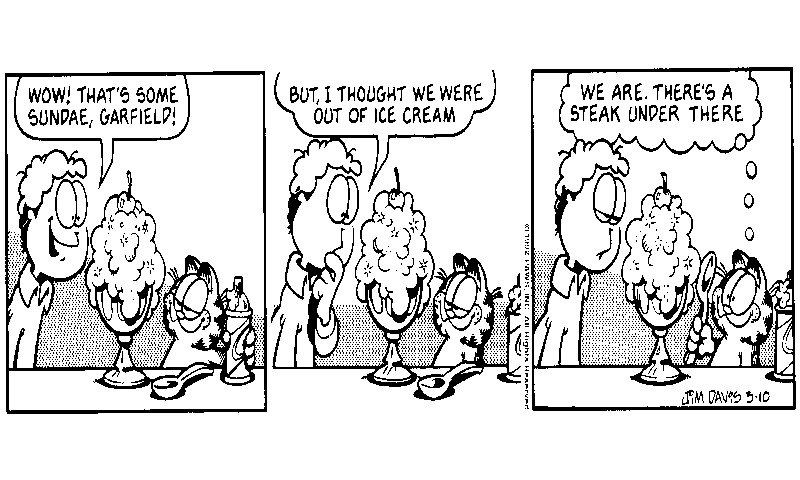 WOW! THAT'S SOME
SUNDAE, GARFIELD!
BUT, I THOUGHT WE WERE
OUT OF ICE CREAM
WE ARE. THERE'S A
STEAK UNDER THERE
JIM DAVIS 3-10